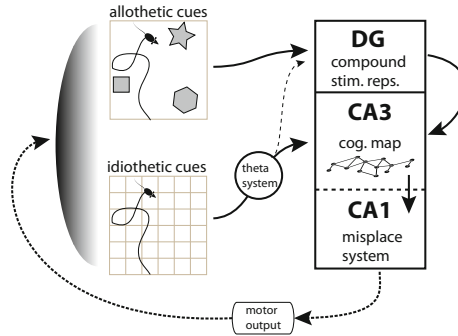 allothetic cues
idiothetic cues
theta
system
DG
compound
stim. reps.
CA3
cog. map
CA1
misplace
system
motor
output